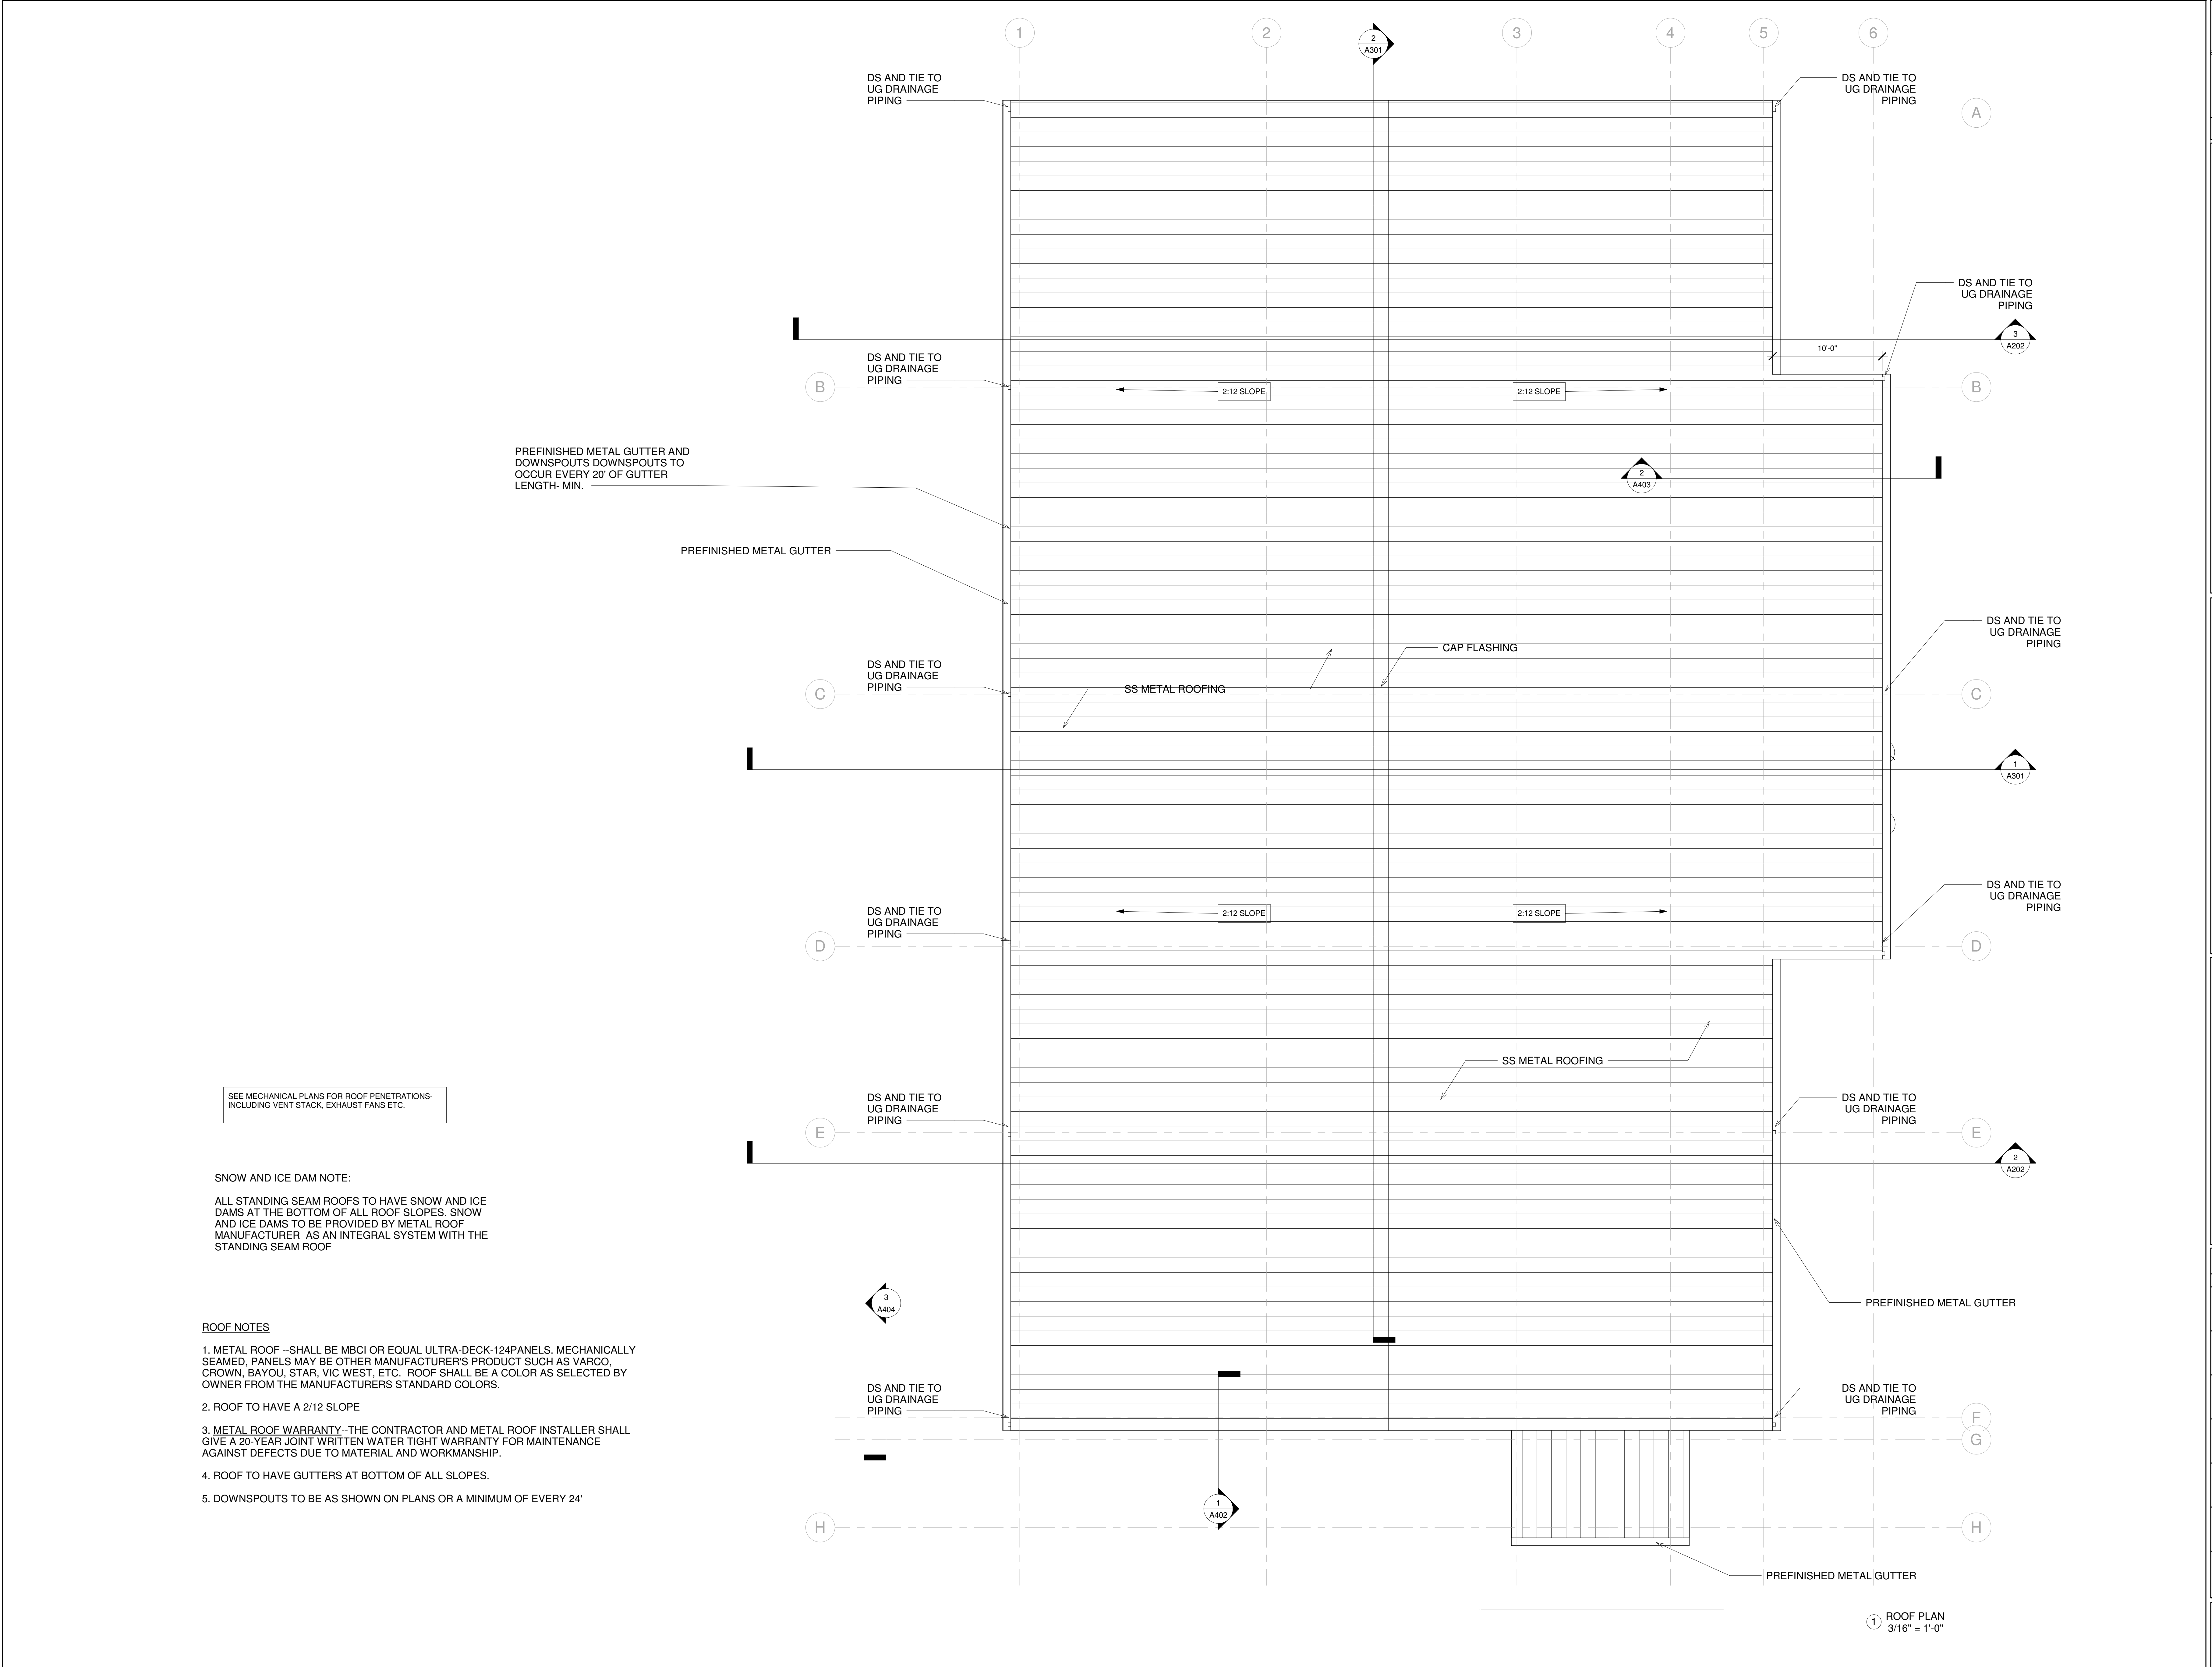 1
2
3
4
5
6
2
A301
DS AND TIE TO
UG DRAINAGE
PIPING
DS AND TIE TO
UG DRAINAGE
PIPING
A
DS AND TIE TO
UG DRAINAGE
PIPING
3
A202
10'-0"
DS AND TIE TO
UG DRAINAGE
PIPING
B
2:12 SLOPE
2:12 SLOPE
B
PREFINISHED METAL GUTTER AND
DOWNSPOUTS DOWNSPOUTS TO
OCCUR EVERY 20' OF GUTTER
LENGTH- MIN.
2
A403
PREFINISHED METAL GUTTER
DS AND TIE TO
UG DRAINAGE
PIPING
CAP FLASHING
DS AND TIE TO
UG DRAINAGE
PIPING
SS METAL ROOFING
C
C
1
A301
DS AND TIE TO
UG DRAINAGE
PIPING
DS AND TIE TO
UG DRAINAGE
PIPING
2:12 SLOPE
2:12 SLOPE
D
D
SS METAL ROOFING
SEE MECHANICAL PLANS FOR ROOF PENETRATIONS-
INCLUDING VENT STACK, EXHAUST FANS ETC.
DS AND TIE TO
UG DRAINAGE
PIPING
DS AND TIE TO
UG DRAINAGE
PIPING
E
E
2
A202
SNOW AND ICE DAM NOTE:
ALL STANDING SEAM ROOFS TO HAVE SNOW AND ICE
DAMS AT THE BOTTOM OF ALL ROOF SLOPES. SNOW
AND ICE DAMS TO BE PROVIDED BY METAL ROOF
MANUFACTURER AS AN INTEGRAL SYSTEM WITH THE
STANDING SEAM ROOF
3
A404
PREFINISHED METAL GUTTER
ROOF NOTES
1. METAL ROOF --SHALL BE MBCI OR EQUAL ULTRA-DECK-124PANELS. MECHANICALLY
SEAMED, PANELS MAY BE OTHER MANUFACTURER'S PRODUCT SUCH AS VARCO,
CROWN, BAYOU, STAR, VIC WEST, ETC. ROOF SHALL BE A COLOR AS SELECTED BY
OWNER FROM THE MANUFACTURERS STANDARD COLORS.
2. ROOF TO HAVE A 2/12 SLOPE
3. METAL ROOF WARRANTY--THE CONTRACTOR AND METAL ROOF INSTALLER SHALL
GIVE A 20-YEAR JOINT WRITTEN WATER TIGHT WARRANTY FOR MAINTENANCE
AGAINST DEFECTS DUE TO MATERIAL AND WORKMANSHIP.
4. ROOF TO HAVE GUTTERS AT BOTTOM OF ALL SLOPES.
5. DOWNSPOUTS TO BE AS SHOWN ON PLANS OR A MINIMUM OF EVERY 24'
DS AND TIE TO
UG DRAINAGE
PIPING
DS AND TIE TO
UG DRAINAGE
PIPING
F
G
1
A402
H
H
PREFINISHED METAL GUTTER
1
ROOF PLAN
3/16" = 1'-0"